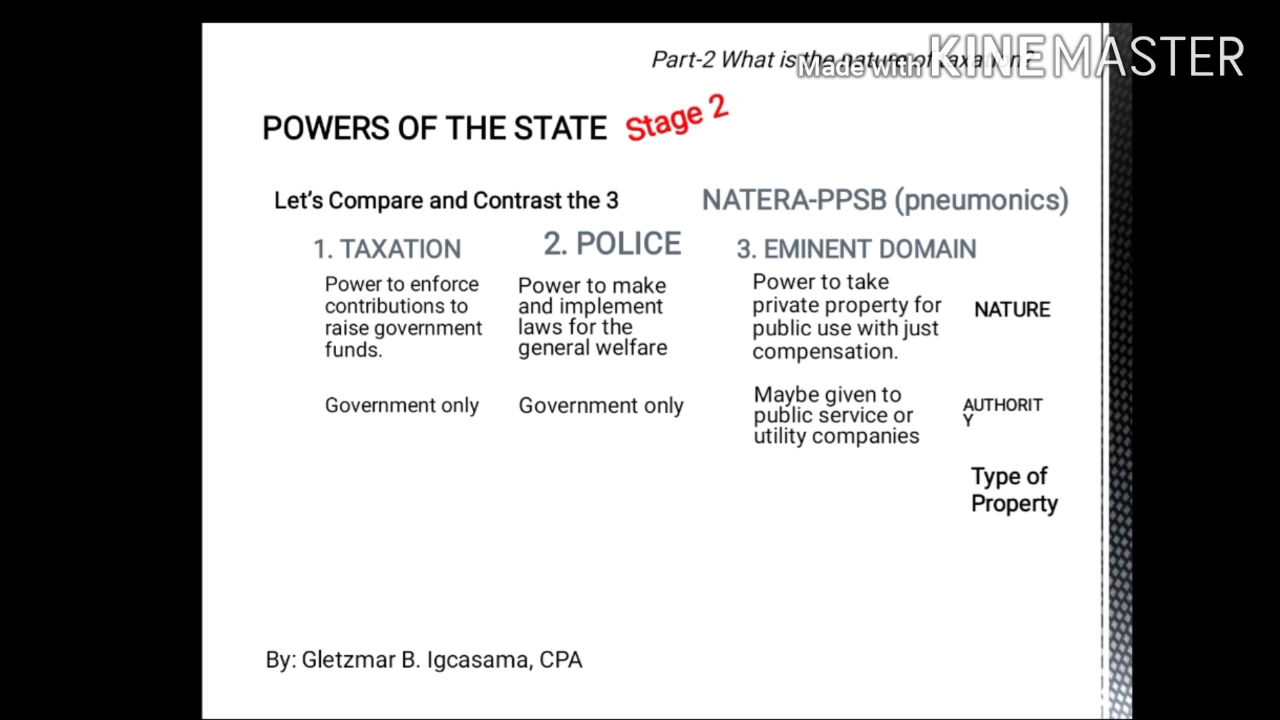 Part-2 What is the nature of taxation?
Made with KINEMASTER
POWERS OF THE STATE Stage 2
Let's Compare and Contrast the 3
NATERA-PPSB (pneumonics)
1. TAXATION
2. POLICE
3. EMINENT DOMAIN
Power to enforce
contributions to
raise government
funds.
Power to make
and implement
laws for the
general welfare
Power to take
private property for
public use with just
compensation.
NATURE
Government only
Government only
Maybe given to
public service or
utility companies
AUTHORIT
Y
Type of
Property
By: Gletzmar B. Igcasama, CPA